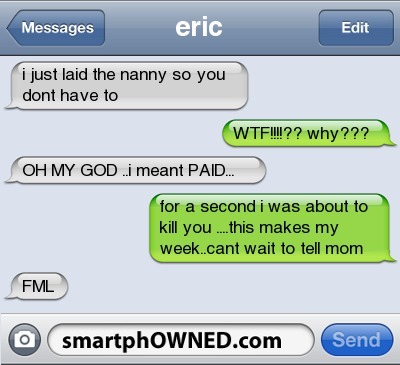 Messages
eric
Edit
i just laid the nanny so you
dont have to
WTF!!!!?? why???
OH MY GOD ..i meant PAID...
for a second i was about to
kill you ....this makes my
week..cant wait to tell mom
FML
smartphOWNED.com
Send